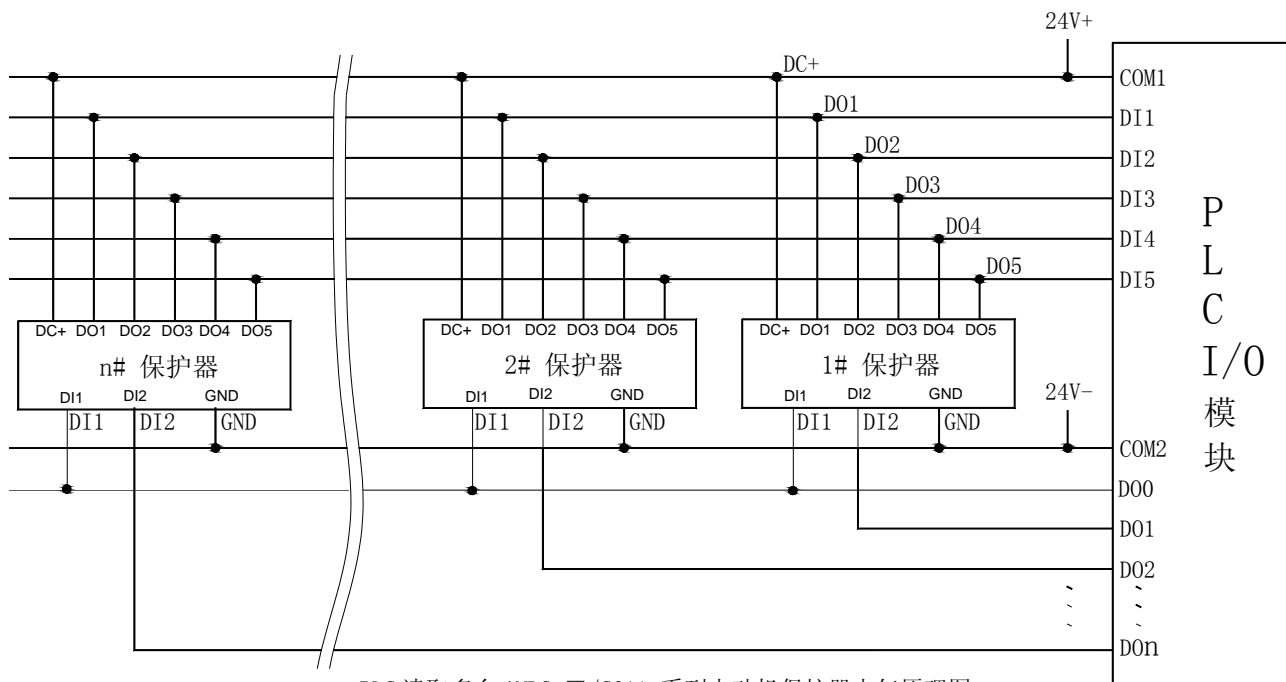 24V+
DC+
COM1
DO1
DI1
DO2
DI2
DO3
DI3
DO4
DI4
DO5
DI5
PLC I/O 模块
DC+ DO1 DO2 DO3 DO4 DO5
n# 保护器
DI1 DI2 GND
DC+ DO1 DO2 DO3 DO4 DO5
2# 保护器
DI1 DI2 GND
DC+ DO1 DO2 DO3 DO4 DO5
1# 保护器
DI1 DI2 GND
24V-
DI1 DI2 GND
DI1 DI2 GND
DI1 DI2 GND
COM2
DO0
DO1
DO2
DOn